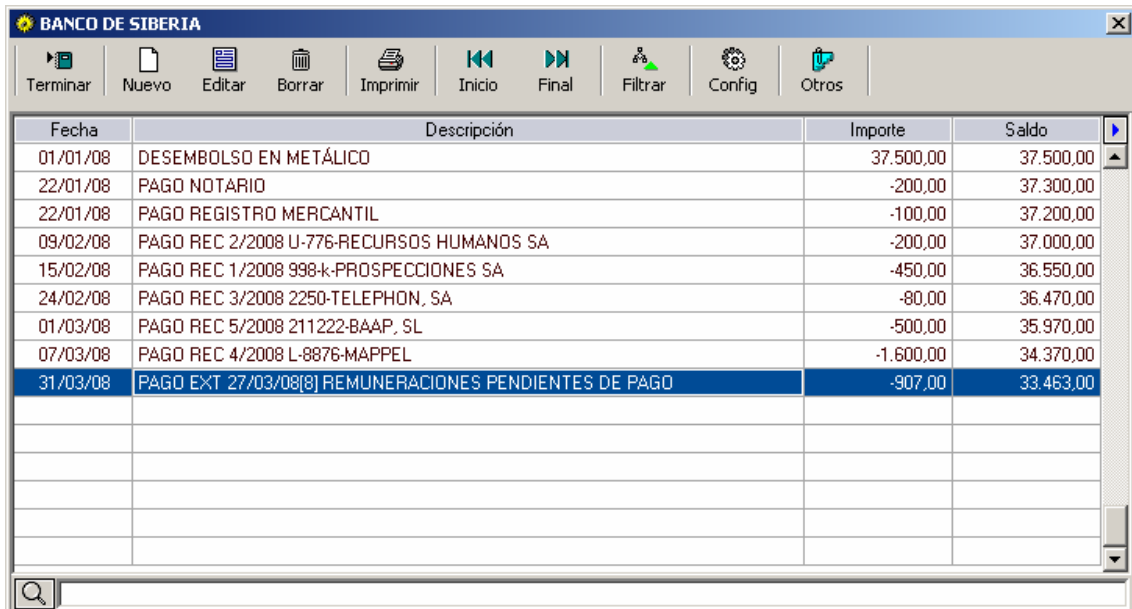 BANCO DE SIBERIA
Terminar Nuevo Editar Borrar Imprimir Inicio Final Filtrar Config Otros
Fecha Descripción Importe Saldo
01/01/08 DESEMBOLSO EN METÁLICO 37.500,00 37.500,00
22/01/08 PAGO NOTARIO -200,00 37.300,00
22/01/08 PAGO REGISTRO MERCANTIL -100,00 37.200,00
09/02/08 PAGO REC 2/2008 U-776-RECURSOS HUMANOS SA -200,00 37.000,00
15/02/08 PAGO REC 1/2008 998-k-PROSPECCIONES SA -450,00 36.550,00
24/02/08 PAGO REC 3/2008 2250-TELEPHON, SA -80,00 36.470,00
01/03/08 PAGO REC 5/2008 211222-BAAP, SL -500,00 35.970,00
07/03/08 PAGO REC 4/2008 L-8876-MAPPEL -1.600,00 34.370,00
31/03/08 PAGO EXT 27/03/08[8] REMUNERACIONES PENDIENTES DE PAGO -907,00 33.463,00